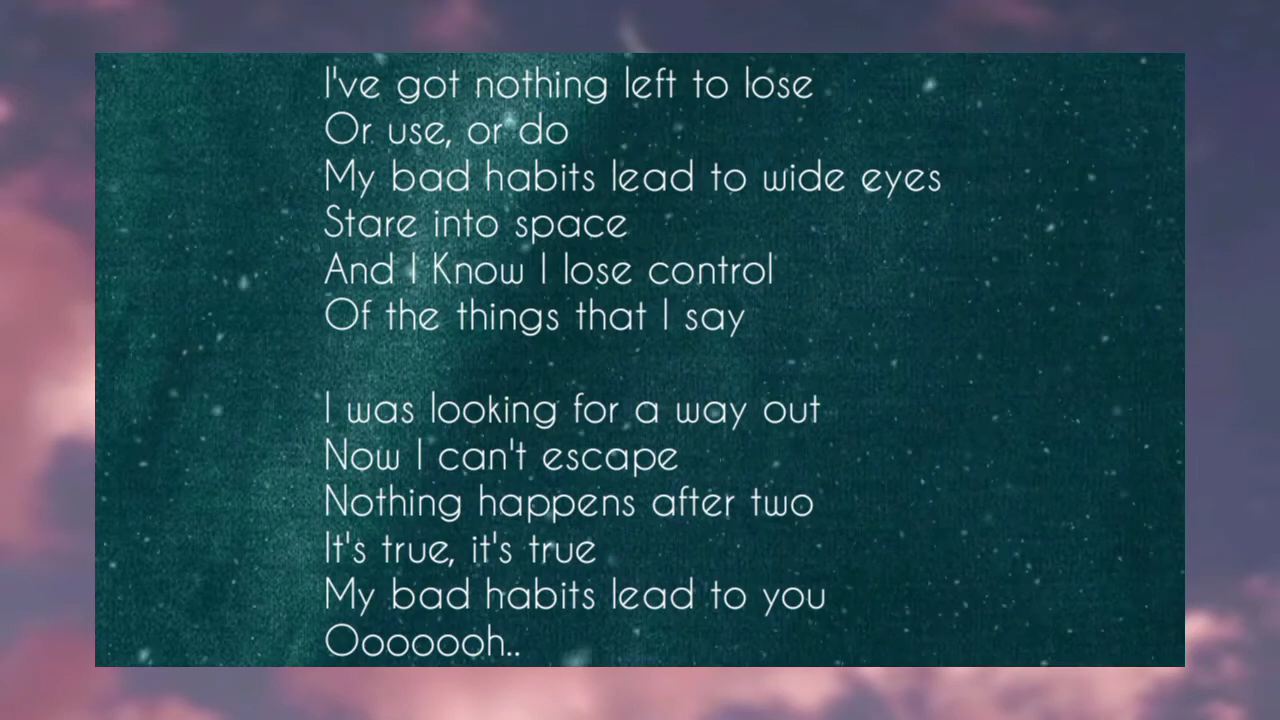 I've got nothing left to lose
Or use, or do
My bad habits lead to wide eyes
Stare into space
And I Know I lose control
Of the things that I say
I was looking for a way out
Now I can't escape
Nothing happens after two
It's true, it's true
My bad habits lead to you
Ooooooh..